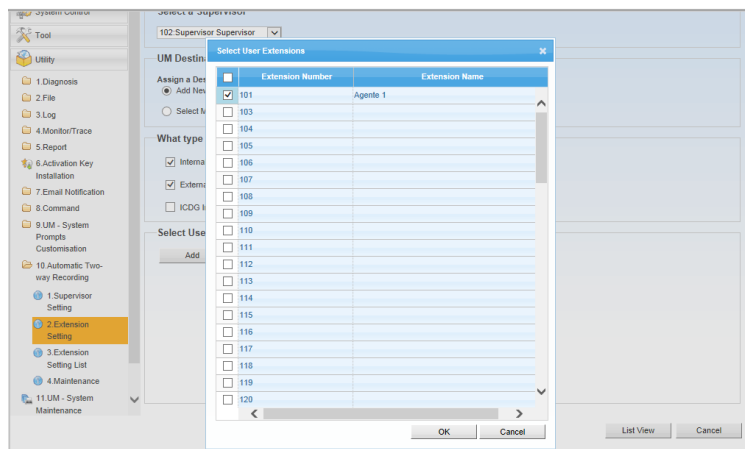 System Control
Tool
Utility
1.Diagnosis
2.File
3.Log
4.Monitor/Trace
5.Report
6.Activation Key
Installation
7.Email Notification
8.Command
9.UM - System
Prompts
Customisation
10.Automatic Two-
way Recording
1.Supervisor
Setting
2.Extension
Setting
3.Extension
Setting List
4.Maintenance
11.UM - System
Maintenance
Select a Supervisor
102:Supervisor Supervisor
UM Destin
Assign a Des
Add New
Select M
What type
Interna
Externa
ICDG I
Select Use
Add
Select User Extensions
Extension Number Extension Name
101 Agente 1
103
104
105
106
107
108
109
110
111
112
113
114
115
116
117
118
119
120
OK Cancel
List View Cancel